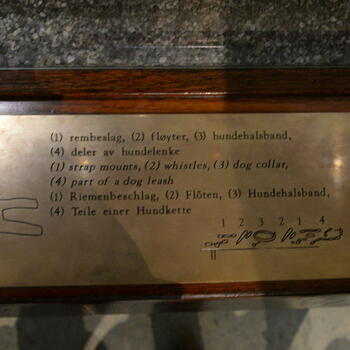 (1) rembeslag, (2) fløyter, (3) hundehalsband,
(4) deler av hundelenke
(1) strap mounts, (2) whistles, (3) dog collar,
(4) part of a dog leash
(1) Riemenbeschlag, (2) Flöten, (3) Hundehalsband,
(4) Teile einer Hundkette
1 2 3 2 1 4